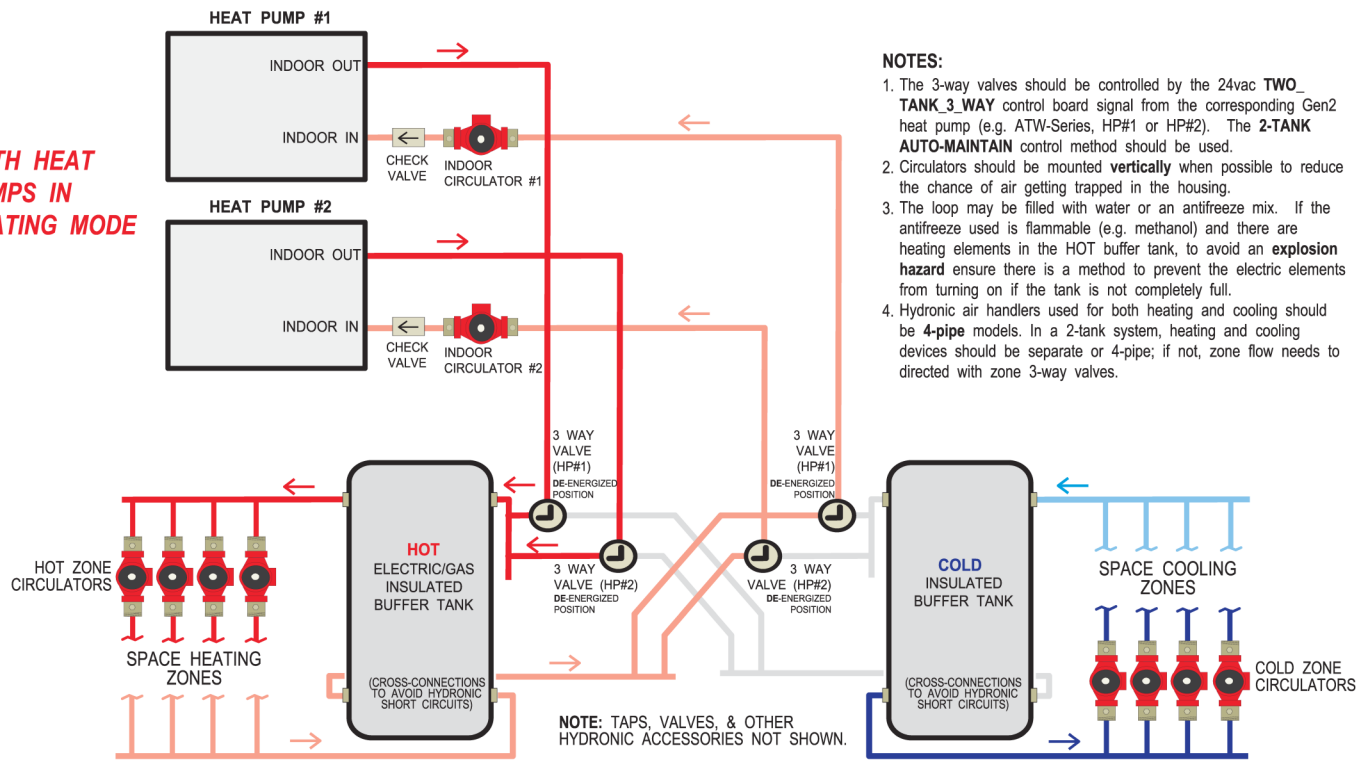 HEAT PUMP #1
INDOOR OUT
INDOOR IN
CHECK
VALVE
INDOOR
CIRCULATOR #1
TH HEAT
MPS IN
ATING MODE
HEAT PUMP #2
INDOOR OUT
INDOOR IN
CHECK
VALVE
INDOOR
CIRCULATOR #2
NOTES:
1. The 3-way valves should be controlled by the 24vac TWO_
TANK_3_WAY control board signal from the corresponding Gen2
heat pump (e.g. ATW-Series, HP#1 or HP#2). The 2-TANK
AUTO-MAINTAIN control method should be used.
2. Circulators should be mounted vertically when possible to reduce
the chance of air getting trapped in the housing.
3. The loop may be filled with water or an antifreeze mix. If the
antifreeze used is flammable (e.g. methanol) and there are
heating elements in the HOT buffer tank, to avoid an explosion
hazard ensure there is a method to prevent the electric elements
from turning on if the tank is not completely full.
4. Hydronic air handlers used for both heating and cooling should
be 4-pipe models. In a 2-tank system, heating and cooling
devices should be separate or 4-pipe; if not, zone flow needs to
directed with zone 3-way valves.
3 WAY
VALVE
(HP#1)
DE-ENERGIZED
POSITION
3 WAY
VALVE
(HP#1)
DE-ENERGIZED
POSITION
3 WAY
VALVE (HP#2)
DE-ENERGIZED
POSITION
3 WAY
VALVE (HP#2)
DE-ENERGIZED
POSITION
HOT ZONE
CIRCULATORS
SPACE HEATING
ZONES
HOT
ELECTRIC/GAS
INSULATED
BUFFER TANK
(CROSS-CONNECTIONS
TO AVOID HYDRONIC
SHORT CIRCUITS)
COLD
INSULATED
BUFFER TANK
(CROSS-CONNECTIONS
TO AVOID HYDRONIC
SHORT CIRCUITS)
SPACE COOLING
ZONES
COLD ZONE
CIRCULATORS
NOTE: TAPS, VALVES, & OTHER
HYDRONIC ACCESSORIES NOT SHOWN.